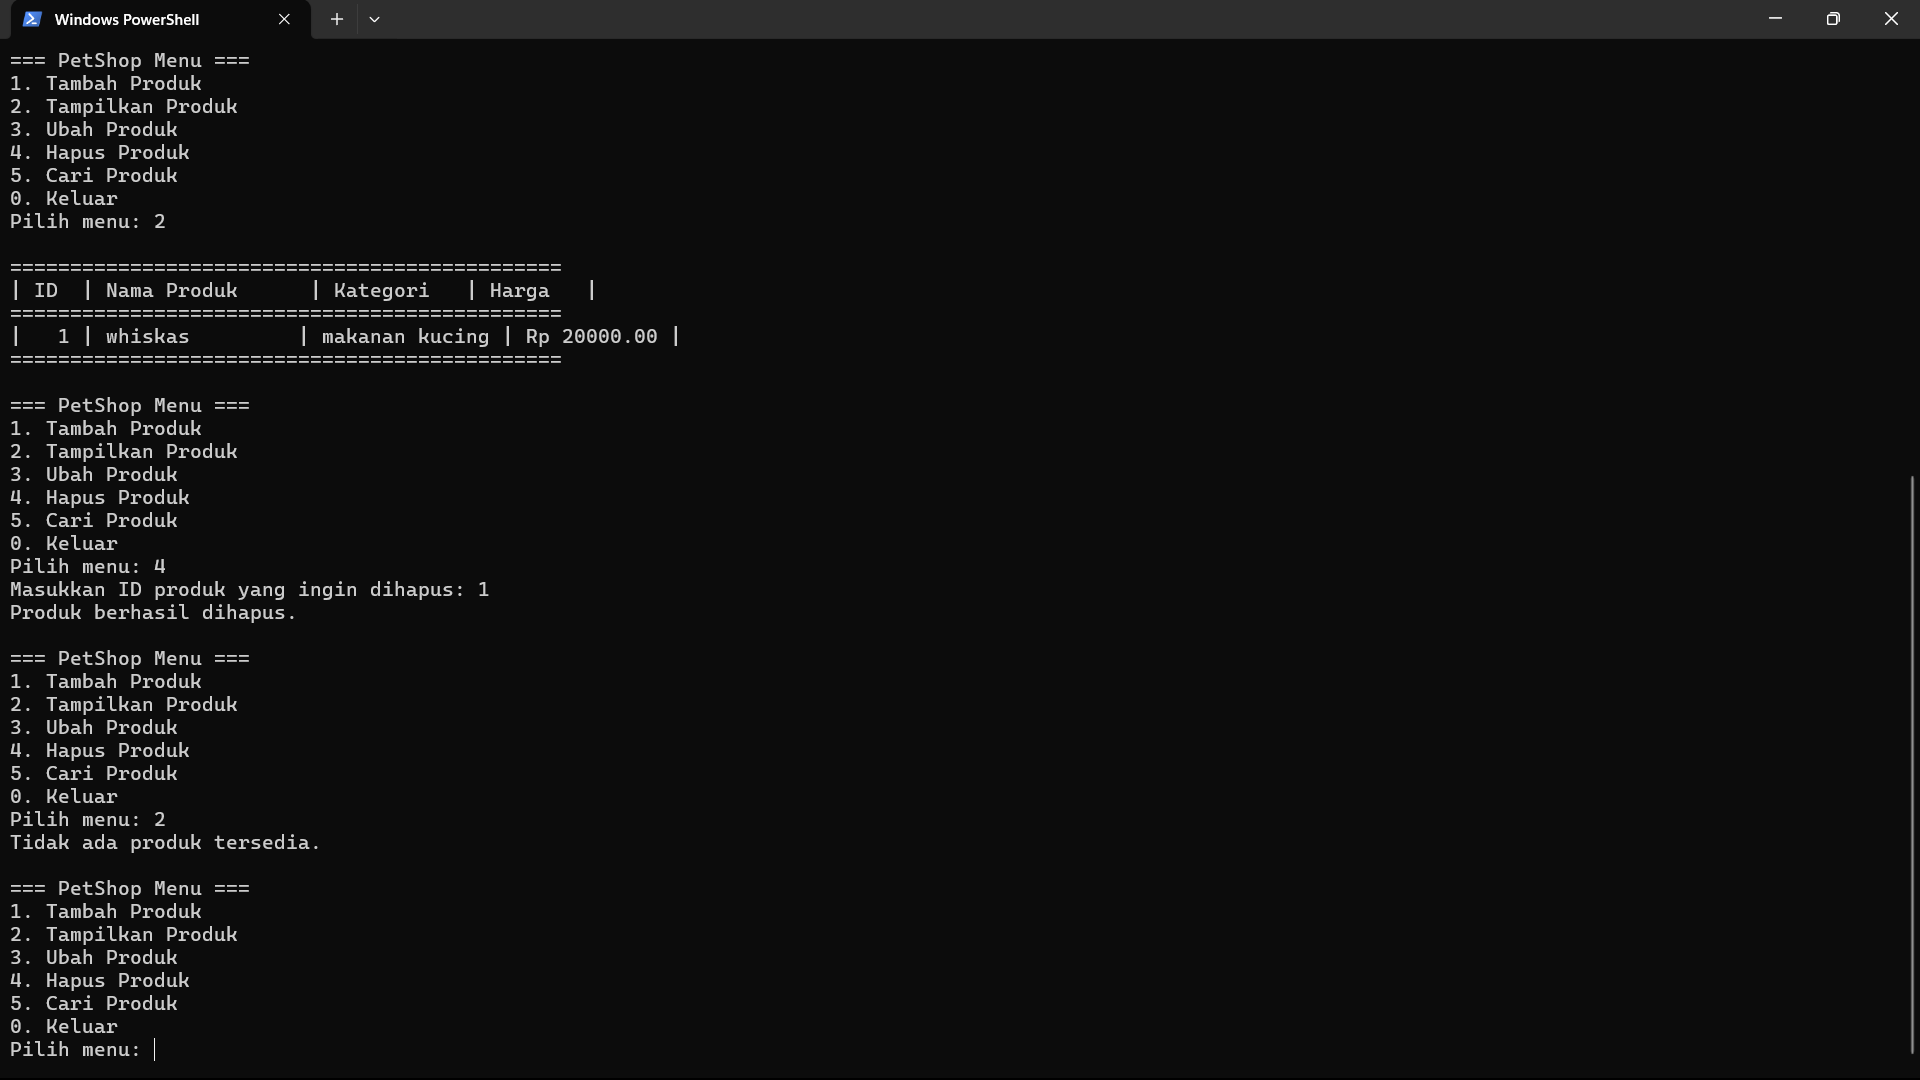 Windows PowerShell
=== PetShop Menu ===
1. Tambah Produk
2. Tampilkan Produk
3. Ubah Produk
4. Hapus Produk
5. Cari Produk
0. Keluar
Pilih menu: 2
==============================================
| ID  | Nama Produk      | Kategori   | Harga   |
==============================================
|   1 | whiskas         | makanan kucing | Rp 20000.00 |
==============================================
=== PetShop Menu ===
1. Tambah Produk
2. Tampilkan Produk
3. Ubah Produk
4. Hapus Produk
5. Cari Produk
0. Keluar
Pilih menu: 4
Masukkan ID produk yang ingin dihapus: 1
Produk berhasil dihapus.
=== PetShop Menu ===
1. Tambah Produk
2. Tampilkan Produk
3. Ubah Produk
4. Hapus Produk
5. Cari Produk
0. Keluar
Pilih menu: 2
Tidak ada produk tersedia.
=== PetShop Menu ===
1. Tambah Produk
2. Tampilkan Produk
3. Ubah Produk
4. Hapus Produk
5. Cari Produk
0. Keluar
Pilih menu: